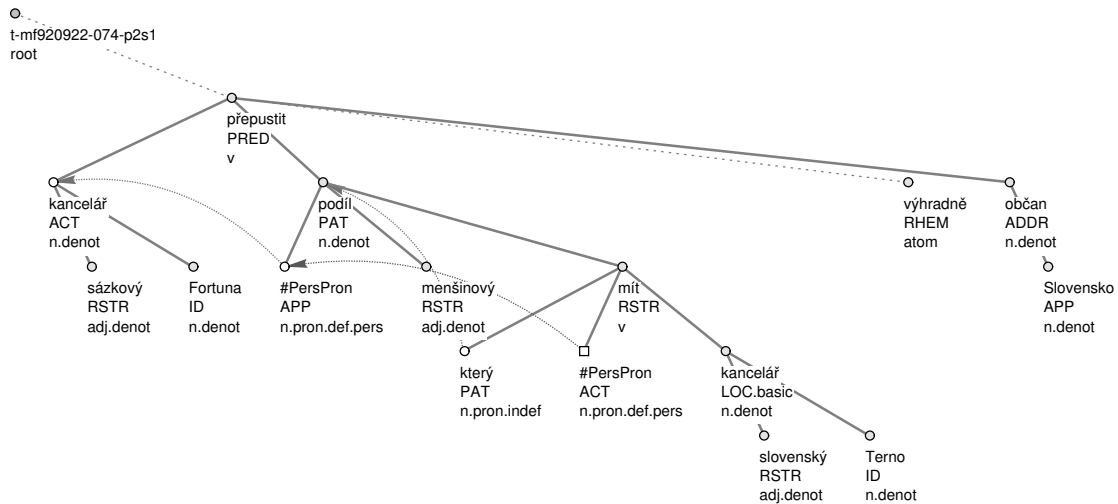 t-mf920922-074-p2s1
root
přepustit
PRED
v
kancelář
ACT
n.denot
podíl
PAT
n.denot
výhradně
RHEM
atom
občan
ADDR
n.denot
sázkový
RSTR
adj.denot
Fortuna
ID
n.denot
#PersPron
APP
n.pron.def.pers
menšinový
RSTR
adj.denot
mít
RSTR
v
Slovensko
APP
n.denot
který
PAT
n.pron.indef
#PersPron
ACT
n.pron.def.pers
kancelář
LOC.basic
n.denot
slovenský
RSTR
adj.denot
Terno
ID
n.denot